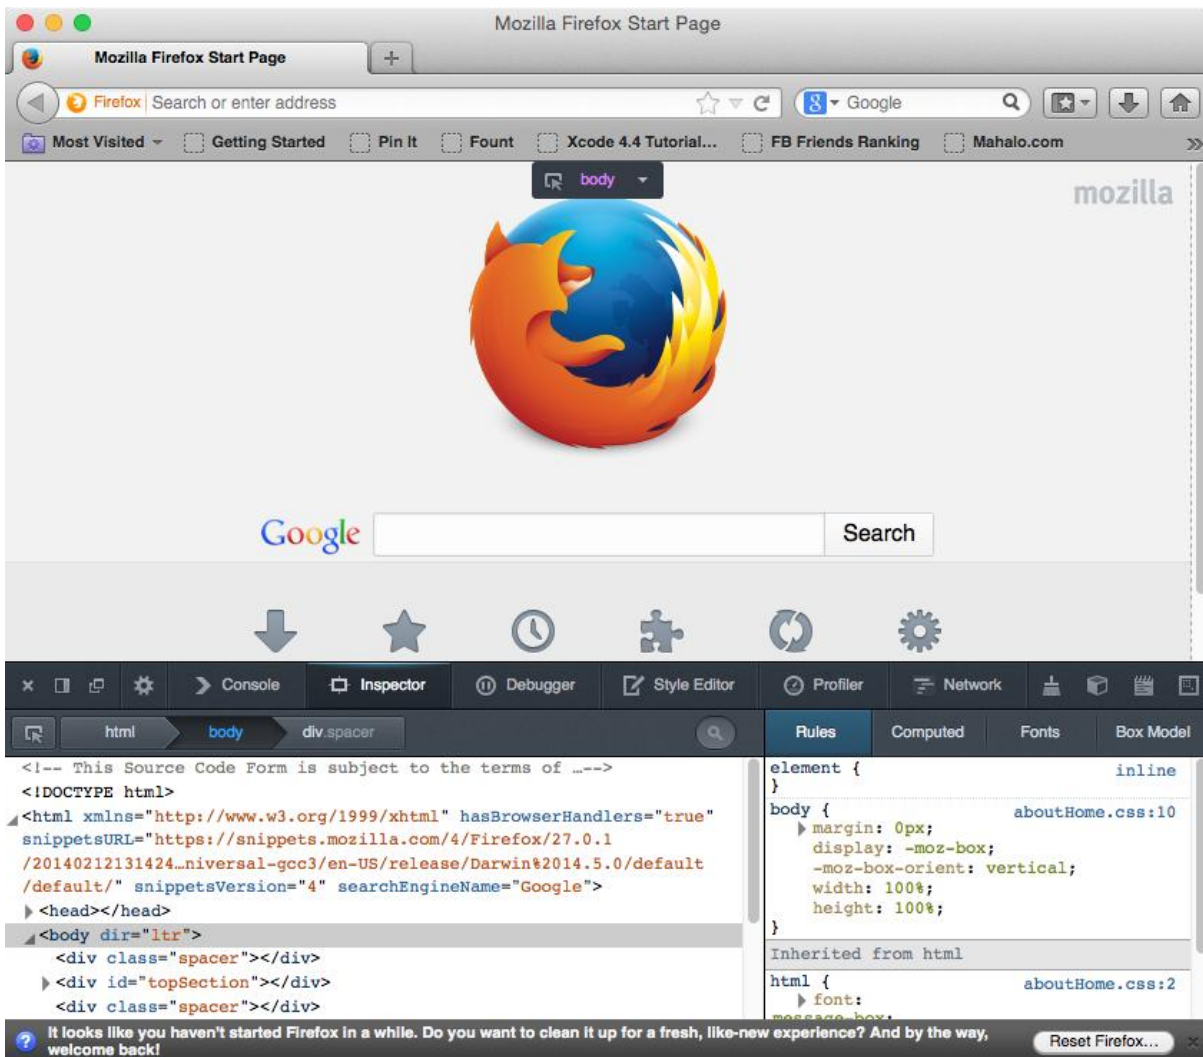 Mozilla Firefox Start Page
Mozilla Firefox Start Page
Firefox Search or enter address Google
Most Visited Getting Started Pin It Fount Xcode 4.4 Tutorial... FB Friends Ranking Mahalo.com
body
mozilla
Google Search
Console Inspector Debugger Style Editor Profiler Network
html body div.spacer
<!-- This Source Code Form is subject to the terms of …-->
<!DOCTYPE html>
<html xmlns="http://www.w3.org/1999/xhtml" hasBrowserHandlers="true"
snippetsURL="https://snippets.mozilla.com/4/Firefox/27.0.1
/20140212131424…niversal-gcc3/en-US/release/Darwin%2014.5.0/default
/default/" snippetsVersion="4" searchEngineName="Google">
<head></head>
<body dir="ltr">
<div class="spacer"></div>
<div id="topSection"></div>
<div class="spacer"></div>
Rules Computed Fonts Box Model
element { inline
}
body { aboutHome.css:10
margin: 0px;
display: -moz-box;
-moz-box-orient: vertical;
width: 100%;
height: 100%;
}
Inherited from html
html { aboutHome.css:2
font:
message-box;
It looks like you haven't started Firefox in a while. Do you want to clean it up for a fresh, like-new experience? And by the way,
welcome back!
Reset Firefox...